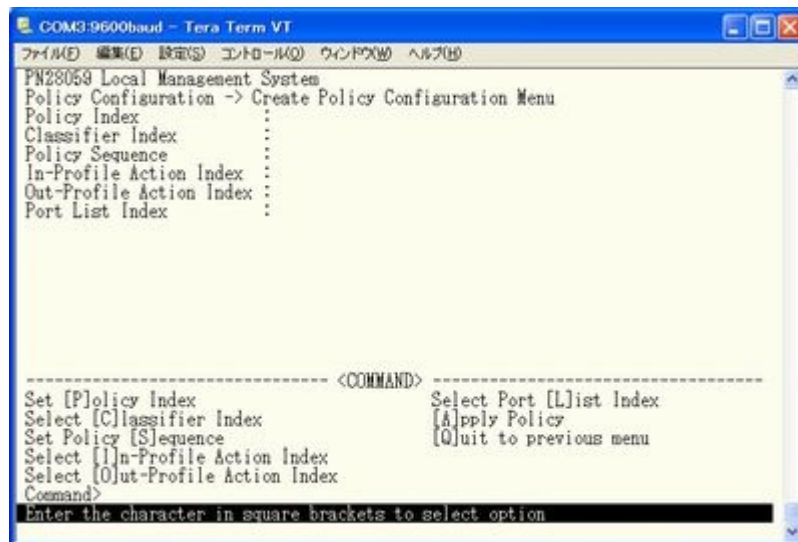 COM3:9600baud - Tera Term VT
ファイル(F) 編集(E) 設定(S) コントロール(O) ウィンドウ(W) ヘルプ(H)
PN28059 Local Management System
Policy Configuration -> Create Policy Configuration Menu
Policy Index :
Classifier Index :
Policy Sequence :
In-Profile Action Index :
Out-Profile Action Index :
Port List Index :
-------------------------------- <COMMAND> -----------------------------------
Set [P]olicy Index Select Port [L]ist Index
Select [C]lassifier Index [A]pply Policy
Set Policy [S]equence [Q]uit to previous menu
Select [I]n-Profile Action Index
Select [O]ut-Profile Action Index
Command>
Enter the character in square brackets to select option